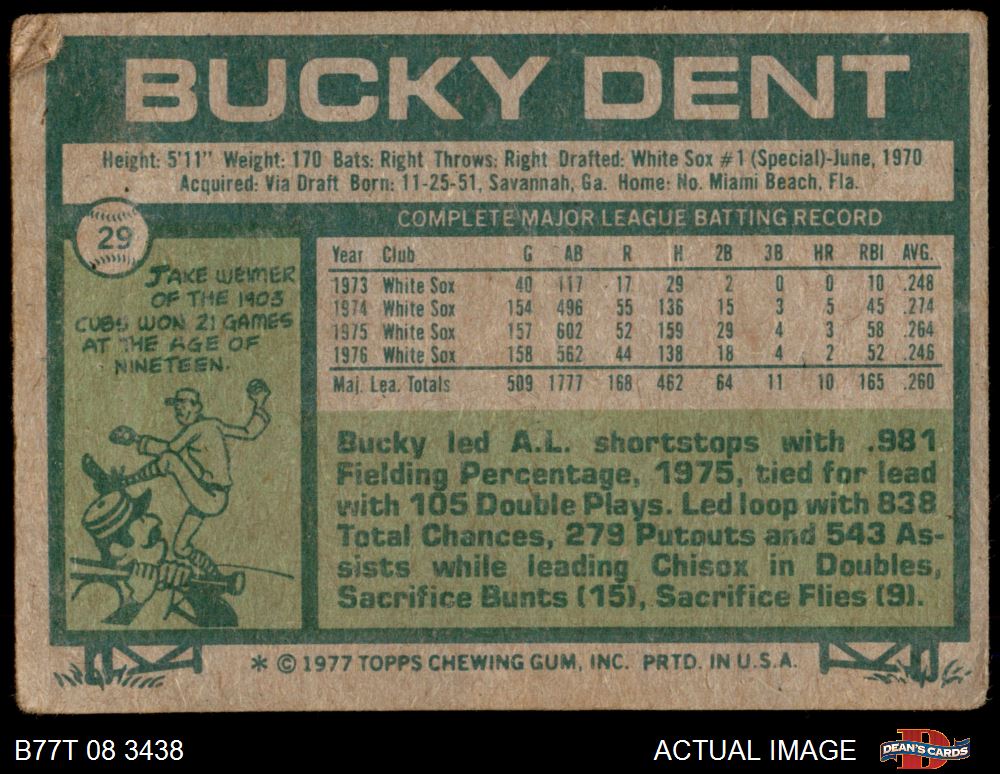 BUCKY DENT
Height: 5'11" Weight: 170 Bats: Right Throws: Right Drafted: White Sox #1 (Special)-June, 1970
Acquired: Via Draft Born: 11-25-51, Savannah, Ga. Home: No. Miami Beach, Fla.
29
JAKE WEIMER
OF THE 1903
CUBS WON 21 GAMES
AT THE AGE OF
NINETEEN.
COMPLETE MAJOR LEAGUE BATTING RECORD
Year Club G AB R H 2B 3B HR RBI AVG.
1973 White Sox 40 117 17 29 2 0 0 10 .248
1974 White Sox 154 496 55 136 15 3 5 45 .274
1975 White Sox 157 602 52 159 29 4 3 58 .264
1976 White Sox 158 562 44 138 18 4 2 52 .246
Maj. Lea. Totals 509 1777 168 462 64 11 10 165 .260
Bucky led A.L. shortstops with .981
Fielding Percentage, 1975, tied for lead
with 105 Double Plays. Led loop with 838
Total Chances, 279 Putouts and 543 As-
sists while leading Chisox in Doubles,
Sacrifice Bunts (15), Sacrifice Flies (9).
* © 1977 TOPPS CHEWING GUM, INC. PRTD. IN U.S.A.
B77T 08 3438
ACTUAL IMAGE
DEAN'S CARDS